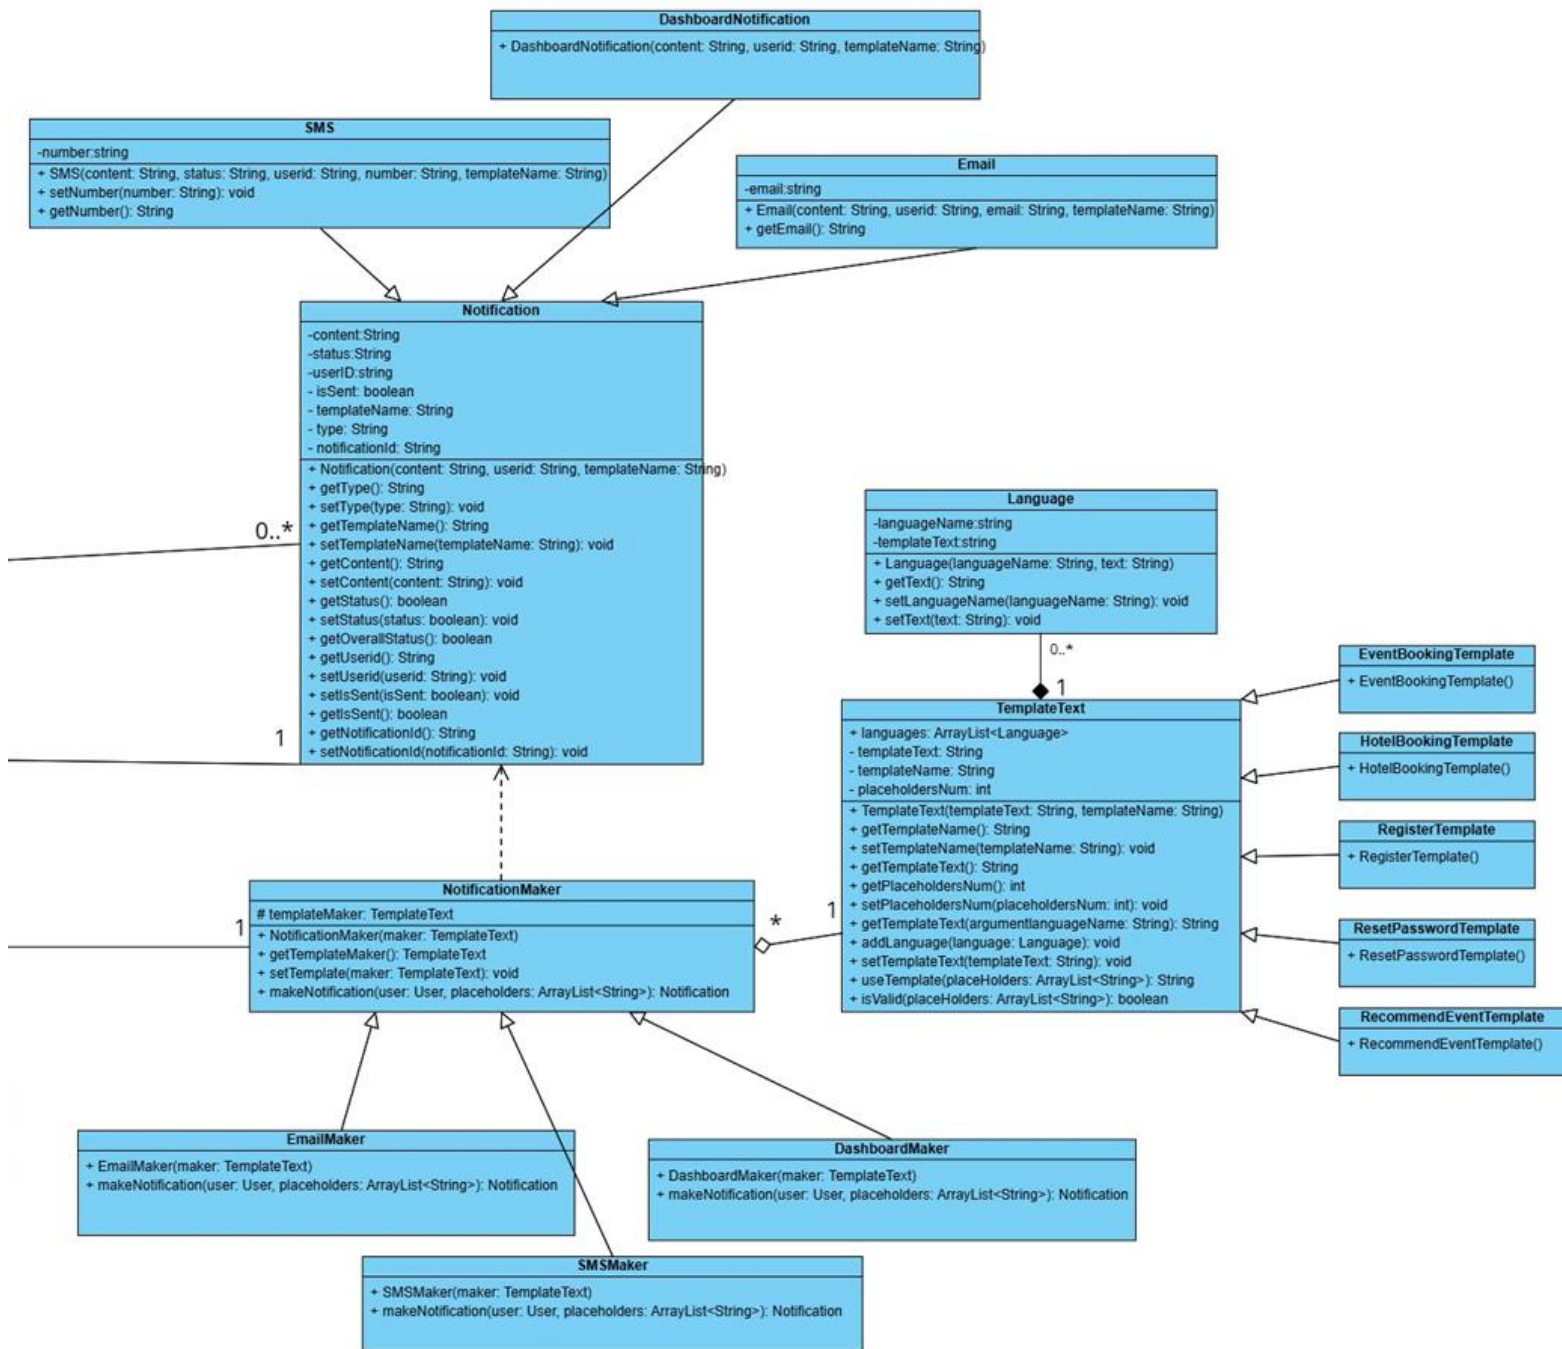 DashboardNotification
+ DashboardNotification(content: String, userid: String, templateName: String)
SMS
-number:string
+ SMS(content: String, status: String, userid: String, number: String, templateName: String)
+ setNumber(number: String): void
+ getNumber(): String
Email
-email:string
+ Email(content: String, userid: String, email: String, templateName: String)
+ getEmail(): String
Notification
-content:String
-status:String
-userID:string
- isSent: boolean
- templateName: String
- type: String
- notificationId: String
+ Notification(content: String, userid: String, templateName: String)
+ getType(): String
+ setType(type: String): void
+ getTemplateName(): String
+ setTemplateName(templateName: String): void
+ getContent(): String
+ setContent(content: String): void
+ getStatus(): boolean
+ setStatus(status: boolean): void
+ getOverallStatus(): boolean
+ getUserid(): String
+ setUserid(userid: String): void
+ setIsSent(isSent: boolean): void
+ getIsSent(): boolean
+ getNotificationId(): String
+ setNotificationId(notificationId: String): void
0..*
1
Language
-languageName:string
-templateText:string
+ Language(languageName: String, text: String)
+ getText(): String
+ setLanguageName(languageName: String): void
+ setText(text: String): void
0..*
1
TemplateText
+ languages: ArrayList<Language>
- templateText: String
- templateName: String
- placeholdersNum: int
+ TemplateText(templateText: String, templateName: String)
+ getTemplateName(): String
+ setTemplateName(templateName: String): void
+ getTemplateText(): String
+ getPlaceholdersNum(): int
+ setPlaceholdersNum(placeholdersNum: int): void
+ getTemplateText(argumentlanguageName: String): String
+ addLanguage(language: Language): void
+ setTemplateText(templateText: String): void
+ useTemplate(placeHolders: ArrayList<String>): String
+ isValid(placeHolders: ArrayList<String>): boolean
EventBookingTemplate
+ EventBookingTemplate()
HotelBookingTemplate
+ HotelBookingTemplate()
RegisterTemplate
+ RegisterTemplate()
ResetPasswordTemplate
+ ResetPasswordTemplate()
RecommendEventTemplate
+ RecommendEventTemplate()
NotificationMaker
# templateMaker: TemplateText
+ NotificationMaker(maker: TemplateText)
+ getTemplateMaker(): TemplateText
+ setTemplate(maker: TemplateText): void
+ makeNotification(user: User, placeholders: ArrayList<String>): Notification
1
*
1
EmailMaker
+ EmailMaker(maker: TemplateText)
+ makeNotification(user: User, placeholders: ArrayList<String>): Notification
DashboardMaker
+ DashboardMaker(maker: TemplateText)
+ makeNotification(user: User, placeholders: ArrayList<String>): Notification
SMSMaker
+ SMSMaker(maker: TemplateText)
+ makeNotification(user: User, placeholders: ArrayList<String>): Notification